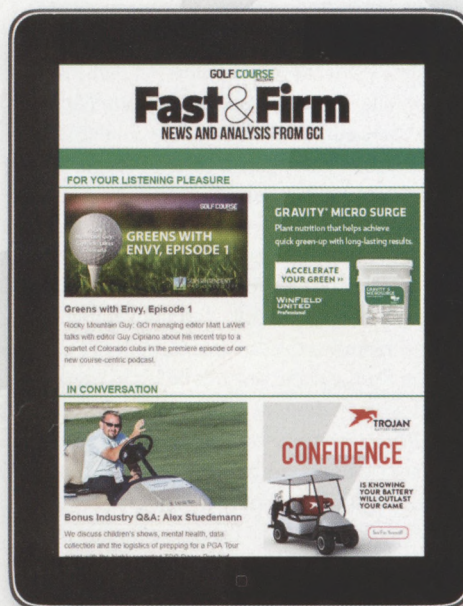 GOLF COURSE
Fast&Firm
NEWS AND ANALYSIS FROM GCI
FOR YOUR LISTENING PLEASURE
GOLF COURSE
GREENS WITH
ENVY, EPISODE 1
Greens with Envy, Episode 1
Rocky Mountain Guy: GCI managing editor Matt LaWell
talks with editor Guy Cipriano about his recent trip to a
quartet of Colorado clubs in the premiere episode of our
new course-centric podcast.
GRAVITY® MICRO SURGE
Plant nutrition that helps achieve
quick green-up with long-lasting results.
ACCELERATE
YOUR GREEN »
WINFIELD®
UNITED
Professional
IN CONVERSATION
Bonus Industry Q&A: Alex Stuedemann
We discuss children's shows, mental health, data
collection and the logistics of prepping for a PGA Tour
TROJAN
CONFIDENCE
IS KNOWING
YOUR BATTERY
WILL OUTLAST
YOUR GAME